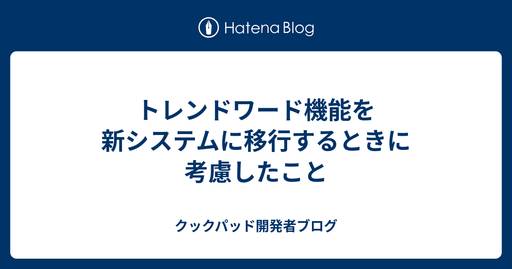 Hatena Blog
トレンドワード機能を
新システムに移行するときに
考慮したこと
クックパッド開発者ブログ